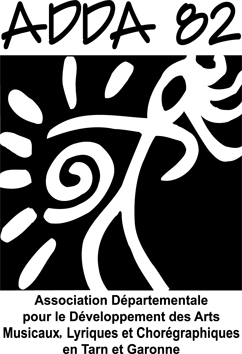 ADDA 82
Association Départementale
pour le Développement des Arts
Musicaux, Lyriques et Chorégraphiques
en Tarn et Garonne